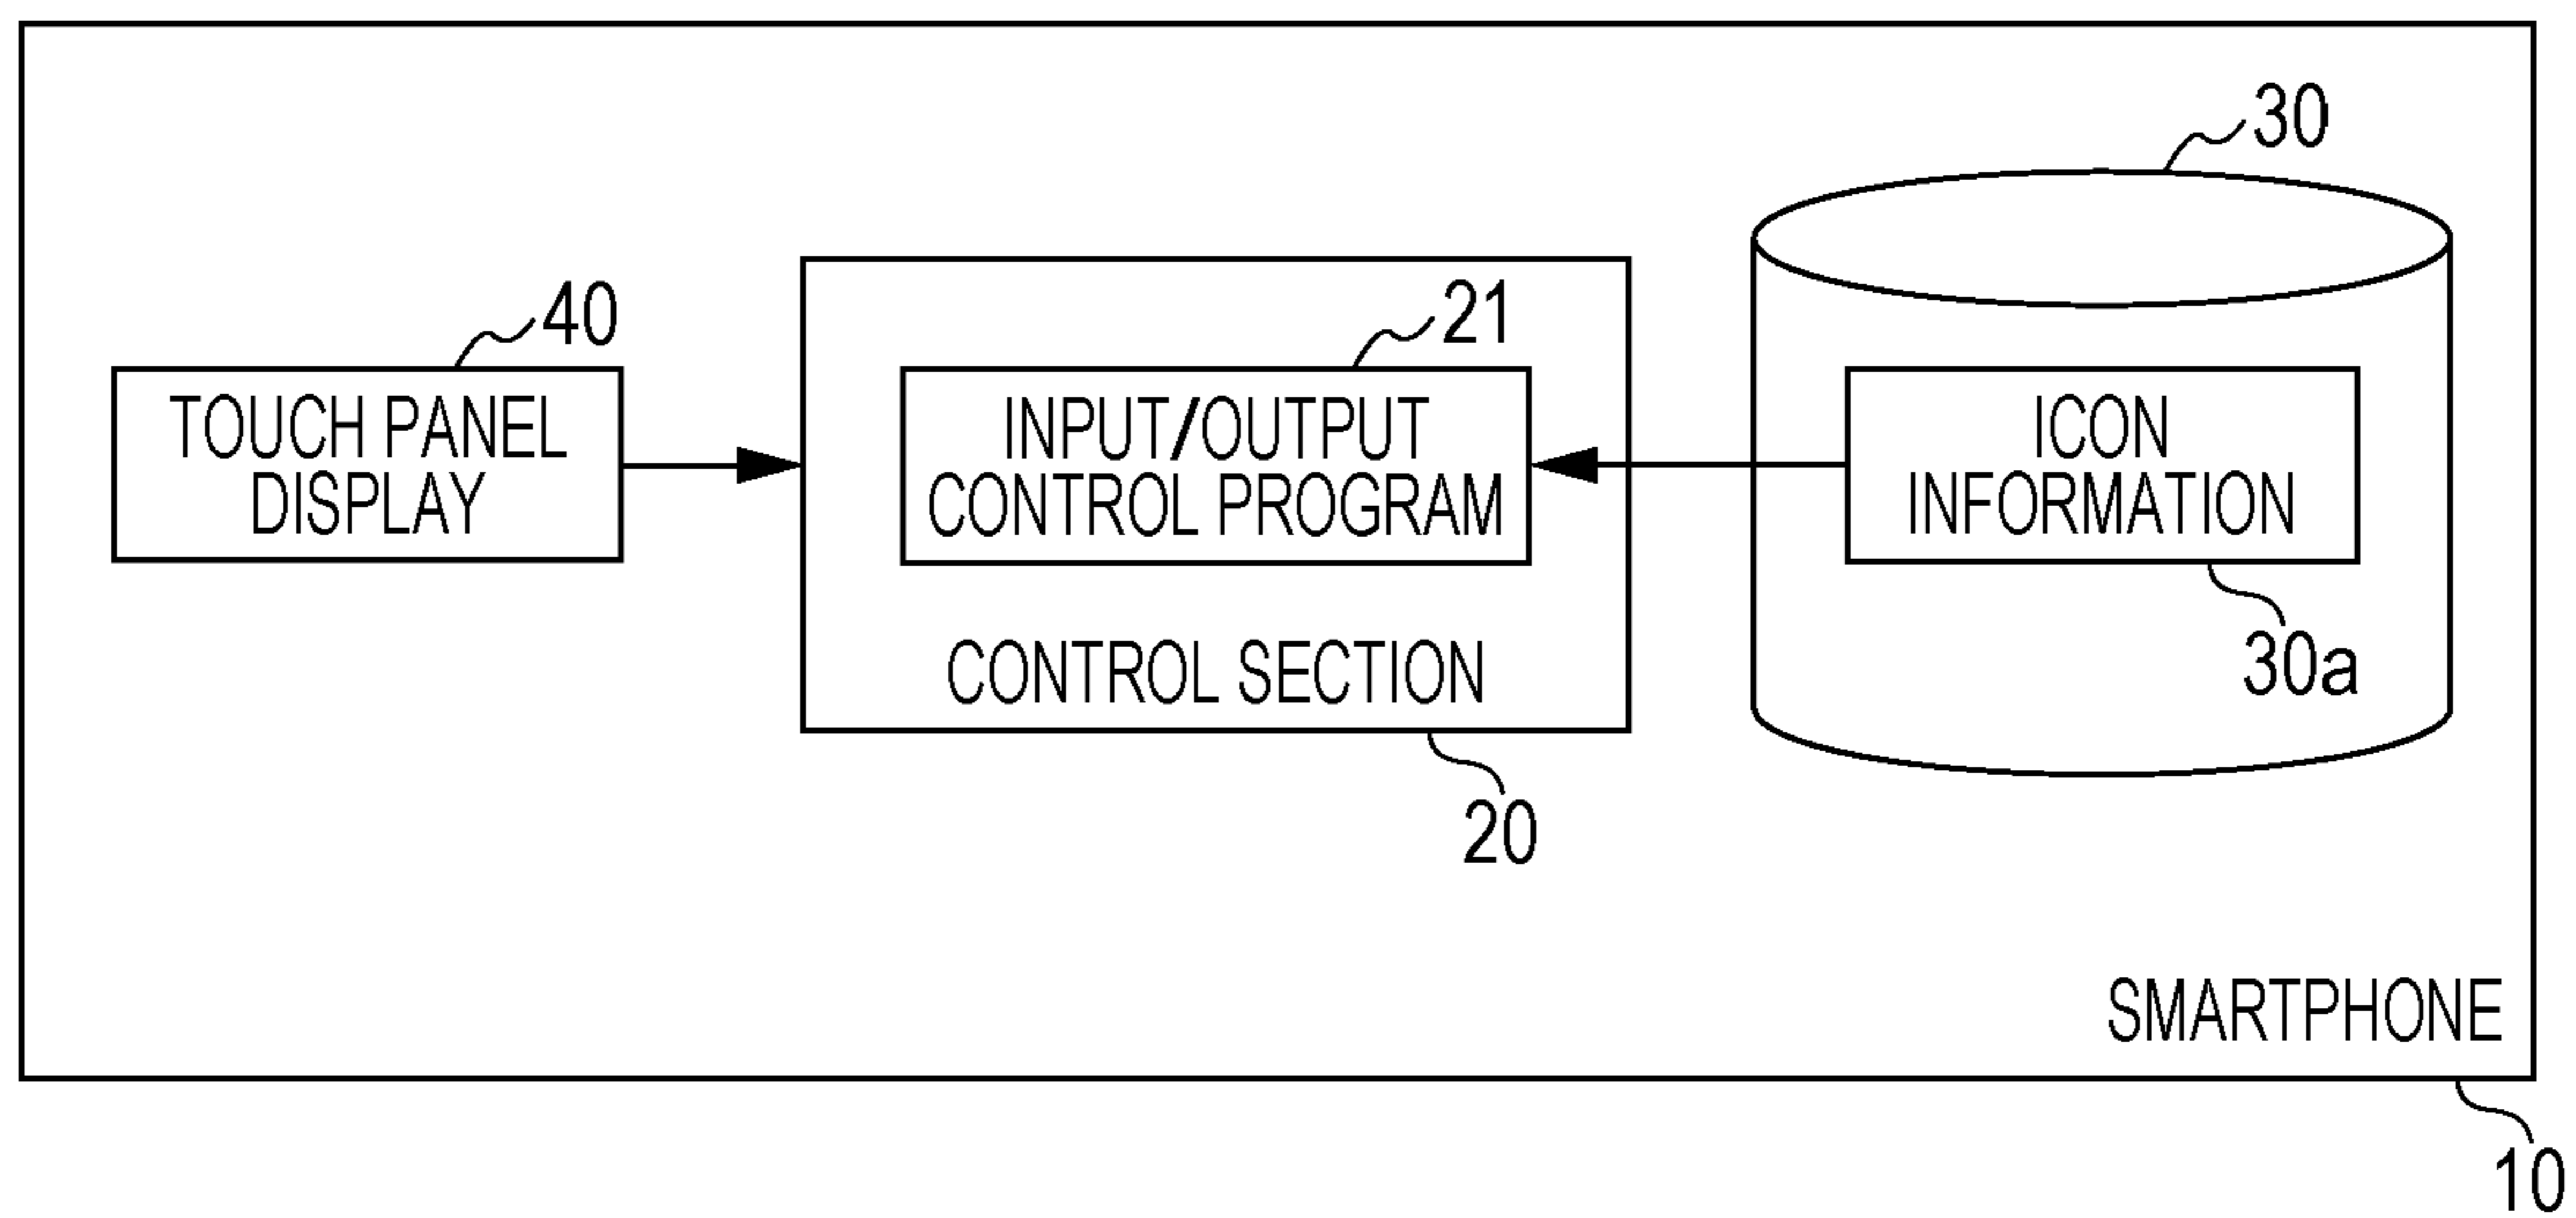 30
40
21
TOUCH PANEL
DISPLAY
INPUT/OUTPUT
CONTROL PROGRAM
ICON
INFORMATION
30a
CONTROL SECTION
20
SMARTPHONE
10